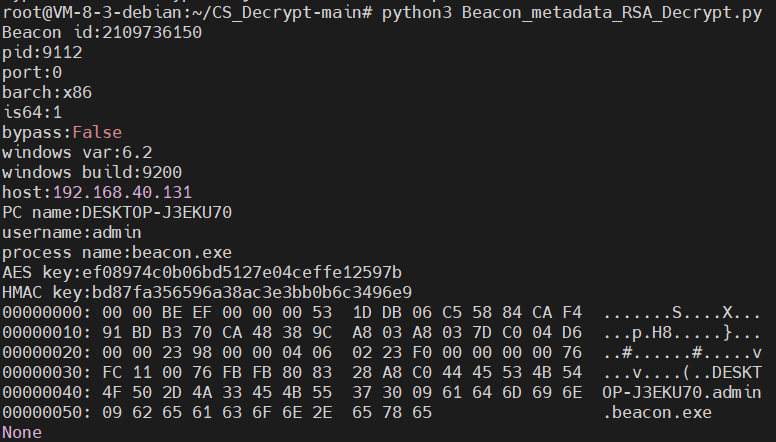 root@VM-8-3-debian:~/CS_Decrypt-main# python3 Beacon_metadata_RSA_Decrypt.py
Beacon id:2109736150
pid:9112
port:0
barch:x86
is64:1
bypass:False
windows var:6.2
windows build:9200
host:192.168.40.131
PC name:DESKTOP-J3EKU70
username:admin
process name:beacon.exe
AES key:ef08974c0b06bd5127e04ceffe12597b
HMAC key:bd87fa356596a38ac3e3bb0b6c3496e9
00000000: 00 00 BE EF 00 00 00 53  1D DB 06 C5 58 84 CA F4  .......S....X...
00000010: 91 BD B3 70 CA 48 38 9C  A8 03 A8 03 7D C0 04 D6  ...p.H8.....}...
00000020: 00 00 23 98 00 00 04 06  02 23 F0 00 00 00 00 76  ..#......#.....v
00000030: FC 11 00 76 FB FB 80 83  28 A8 C0 44 45 53 4B 54  ...v....(..DESKT
00000040: 4F 50 2D 4A 33 45 4B 55  37 30 09 61 64 6D 69 6E  OP-J3EKU70.admin
00000050: 09 62 65 61 63 6F 6E 2E  65 78 65                 .beacon.exe
None